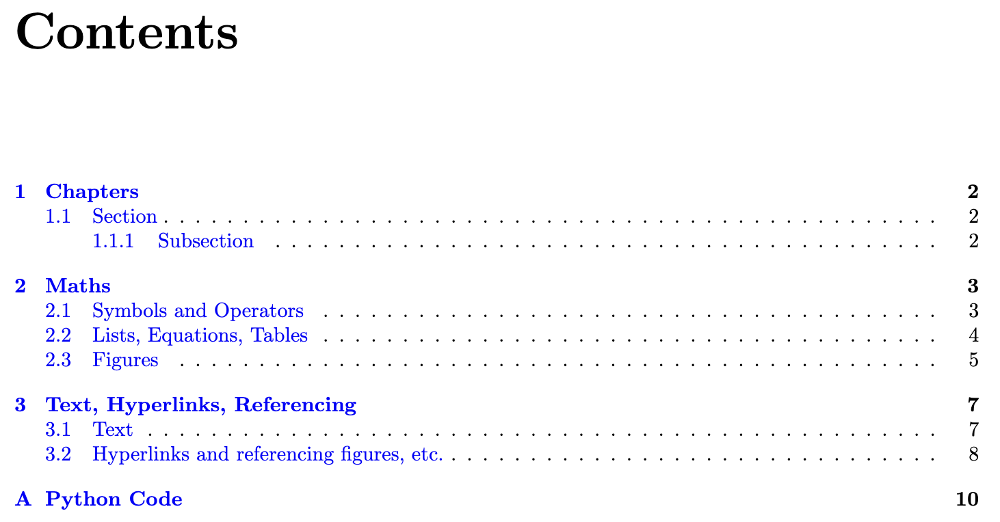 Contents
1 Chapters 2
1.1 Section . . . . . . . . . . . . . . . . . . . . . . . . . . . . . . . . . . . . . . . . . . . . . . . . . 2
1.1.1 Subsection . . . . . . . . . . . . . . . . . . . . . . . . . . . . . . . . . . . . . . . . . . 2
2 Maths 3
2.1 Symbols and Operators . . . . . . . . . . . . . . . . . . . . . . . . . . . . . . . . . . . . . . . 3
2.2 Lists, Equations, Tables . . . . . . . . . . . . . . . . . . . . . . . . . . . . . . . . . . . . . . . 4
2.3 Figures . . . . . . . . . . . . . . . . . . . . . . . . . . . . . . . . . . . . . . . . . . . . . . . . 5
3 Text, Hyperlinks, Referencing 7
3.1 Text . . . . . . . . . . . . . . . . . . . . . . . . . . . . . . . . . . . . . . . . . . . . . . . . . . 7
3.2 Hyperlinks and referencing figures, etc. . . . . . . . . . . . . . . . . . . . . . . . . . . . . . . . 8
A Python Code 10